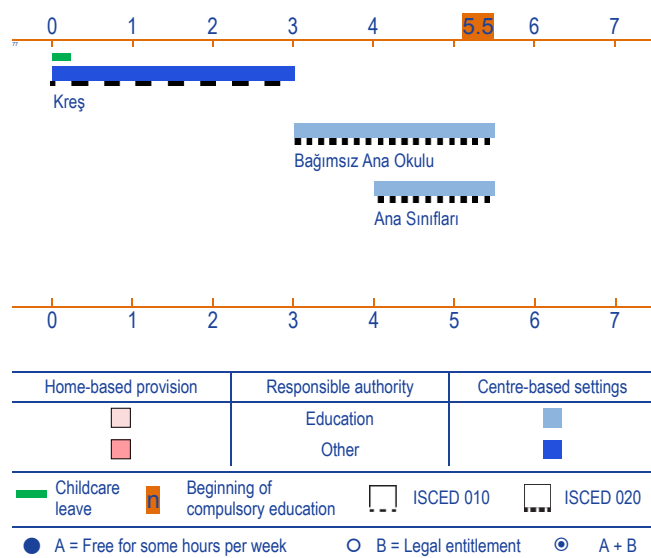 0 1 2 3 4 5.5 6 7
Kreş
Bağımsız Ana Okulu
Ana Sınıfları
0 1 2 3 4 5 6 7
Home-based provision Responsible authority Centre-based settings
Education
Other
Childcare leave
n
Beginning of compulsory education
ISCED 010
ISCED 020
A = Free for some hours per week B = Legal entitlement A + B